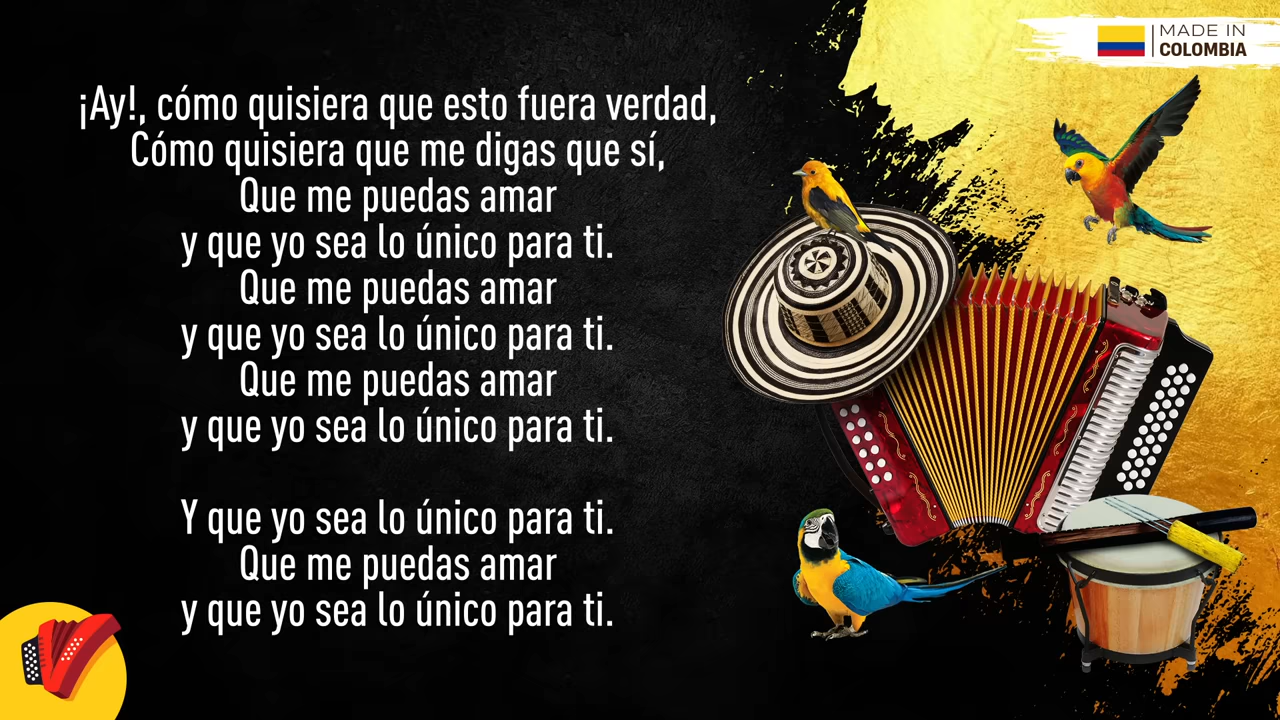 MADE IN
COLOMBIA
¡Ay!, cómo quisiera que esto fuera verdad,
Cómo quisiera que me digas que sí,
Que me puedas amar
y que yo sea lo único para ti.
Que me puedas amar
y que yo sea lo único para ti.
Que me puedas amar
y que yo sea lo único para ti.
Y que yo sea lo único para ti.
Que me puedas amar
y que yo sea lo único para ti.